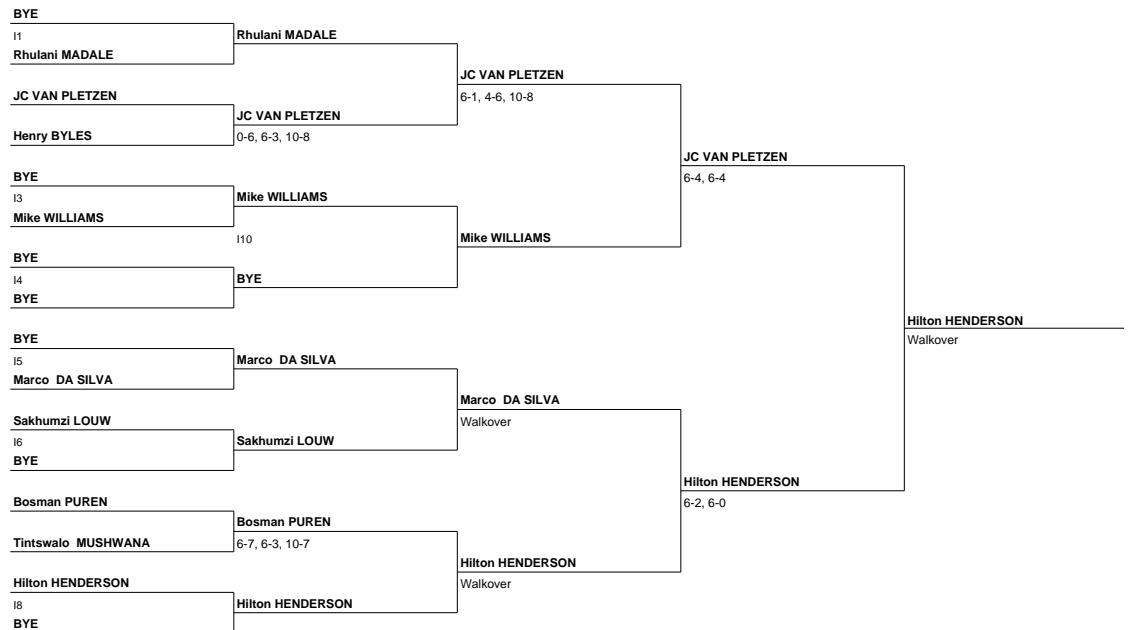 BYE
I1
Rhulani MADALE
JC VAN PLETZEN
Henry BYLES
BYE
I3
Mike WILLIAMS
BYE
I4
BYE
BYE
I5
Marco  DA SILVA
Sakhumzi LOUW
I6
BYE
Bosman PUREN
Tintswalo  MUSHWANA
Hilton HENDERSON
I8
BYE
Rhulani MADALE
JC VAN PLETZEN
0-6, 6-3, 10-8
Mike WILLIAMS
I10
BYE
Marco  DA SILVA
Sakhumzi LOUW
Bosman PUREN
6-7, 6-3, 10-7
Hilton HENDERSON
JC VAN PLETZEN
6-1, 4-6, 10-8
Mike WILLIAMS
Marco  DA SILVA
Walkover
Hilton HENDERSON
Walkover
JC VAN PLETZEN
6-4, 6-4
Hilton HENDERSON
6-2, 6-0
Hilton HENDERSON
Walkover